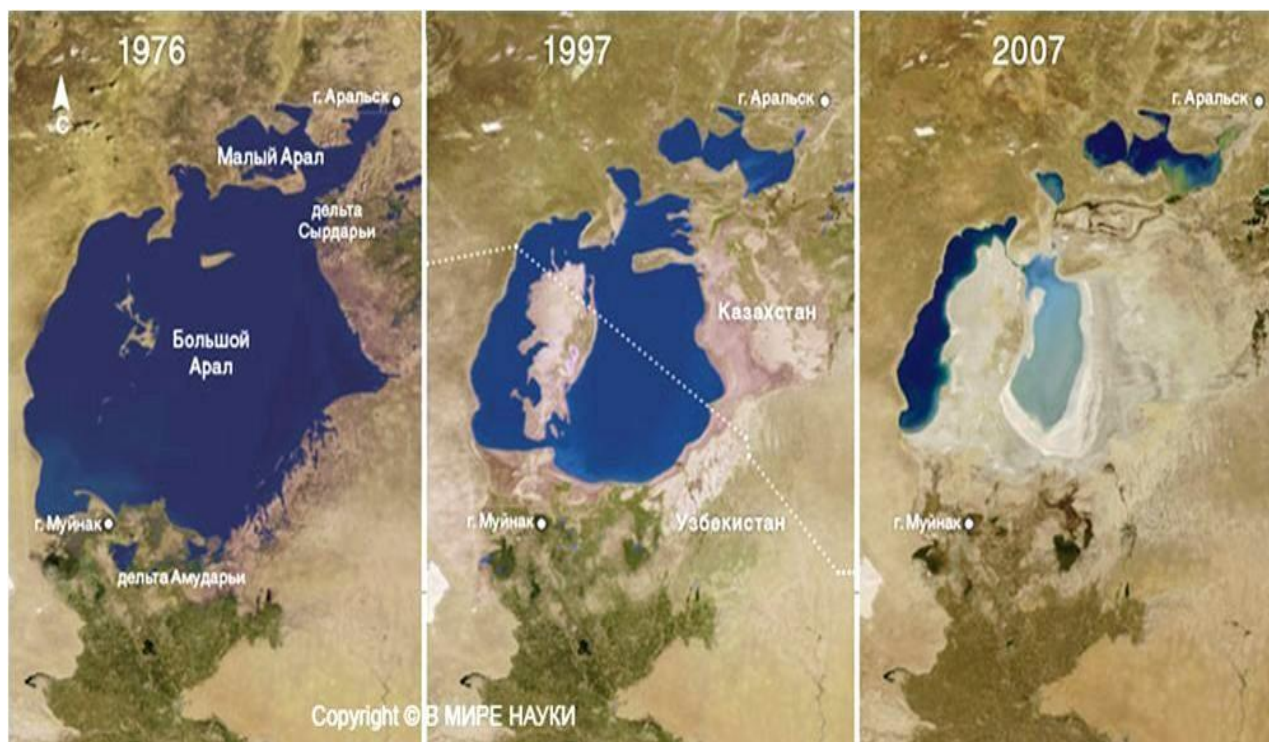 1976
С
г. Аральск
Малый Арал
дельта
Сырдарьи
Большой
Арал
г. Муйнак
дельта Амударьи
1997
г. Аральск
Казахстан
г. Муйнак
Узбекистан
2007
г. Аральск
г. Муйнак
Copyright © В МИРЕ НАУКИ